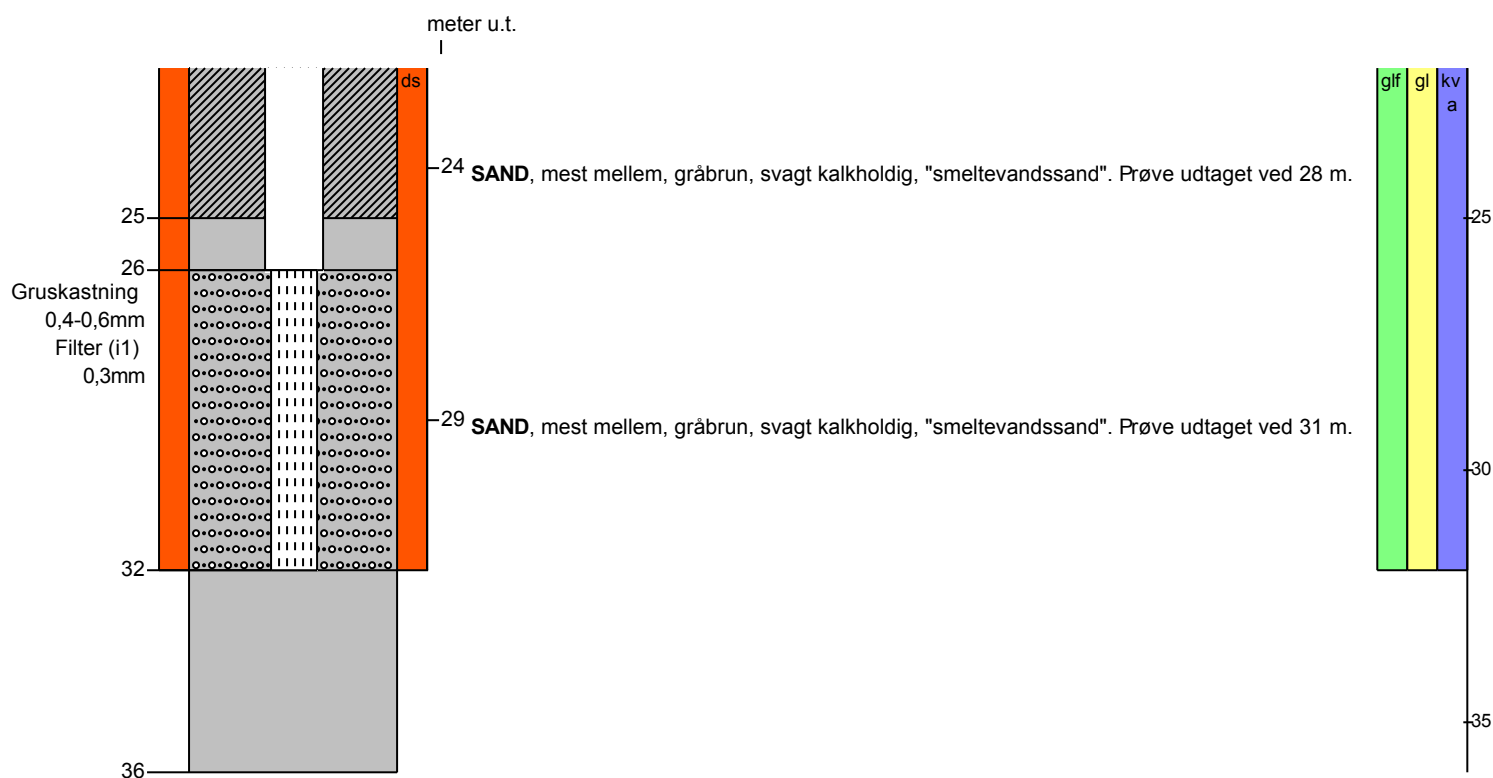 meter u.t.
ds
glf gl kv
a
24 SAND, mest mellem, gråbrun, svagt kalkholdig, "smeltevandssand". Prøve udtaget ved 28 m.
25
25
26
Gruskastning
0,4-0,6mm
Filter (i1)
0,3mm
29 SAND, mest mellem, gråbrun, svagt kalkholdig, "smeltevandssand". Prøve udtaget ved 31 m.
30
32
35
36